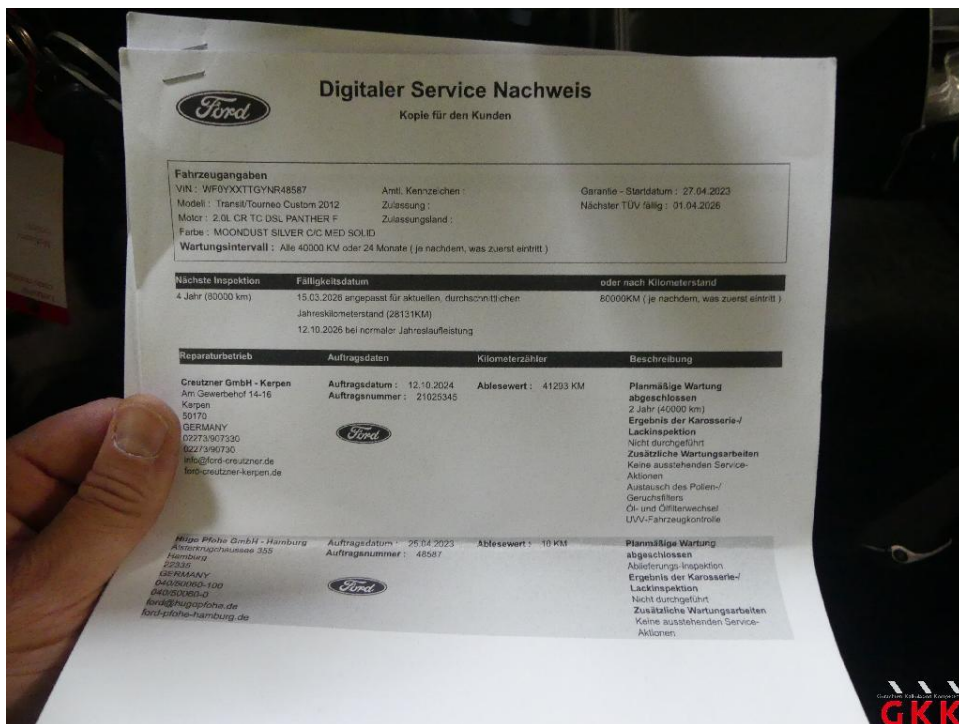 Ford
Digitaler Service Nachweis
Kopie für den Kunden
Fahrzeugangaben
VIN : WF0YXXTTGYNR48587 Amtl. Kennzeichen : Garantie - Startdatum : 27.04.2023
Modell : Transit/Tourneo Custom 2012 Zulassung : Nächster TÜV fällig : 01.04.2026
Motor : 2.0L CR TC DSL PANTHER F Zulassungsland :
Farbe : MOONDUST SILVER C/C MED SOLID
Wartungsintervall : Alle 40000 KM oder 24 Monate ( je nachdem, was zuerst eintritt )
Nächste Inspektion Fälligkeitsdatum oder nach Kilometerstand
4 Jahr (80000 km) 15.03.2026 angepasst für aktuellen, durchschnittlichen 80000KM ( je nachdem, was zuerst eintritt )
Jahreskilometerstand (28131KM)
12.10.2026 bei normaler Jahreslaufleistung
Reparaturbetrieb Auftragsdaten Kilometerzähler Beschreibung
Creutzner GmbH - Kerpen Auftragsdatum : 12.10.2024 Ablesewert : 41293 KM Planmäßige Wartung
Am Gewerbehof 14-16 Auftragsnummer : 21025345 abgeschlossen
Kerpen 2 Jahr (40000 km)
50170 Ergebnis der Karosserie-/
GERMANY Ford Lackinspektion
02273/907330 Nicht durchgeführt
02273/90730 Zusätzliche Wartungsarbeiten
info@ford-creutzner.de Keine ausstehenden Service-
ford-creutzner-kerpen.de Aktionen
Austausch des Pollen-/
Geruchsfilters
Öl- und Ölfilterwechsel
UVV-Fahrzeugkontrolle
Hugo Pfohe GmbH - Hamburg Auftragsdatum : 25.04.2023 Ablesewert : 10 KM Planmäßige Wartung
Alsterkrugchaussee 355 Auftragsnummer : 48587 abgeschlossen
Hamburg Ablieferungs-Inspektion
22335 Ergebnis der Karosserie-/
GERMANY Ford Lackinspektion
040/50060-100 Nicht durchgeführt
040/50060-0 Zusätzliche Wartungsarbeiten
ford@hugopfohe.de Keine ausstehenden Service-
ford-pfohe-hamburg.de Aktionen
GKK